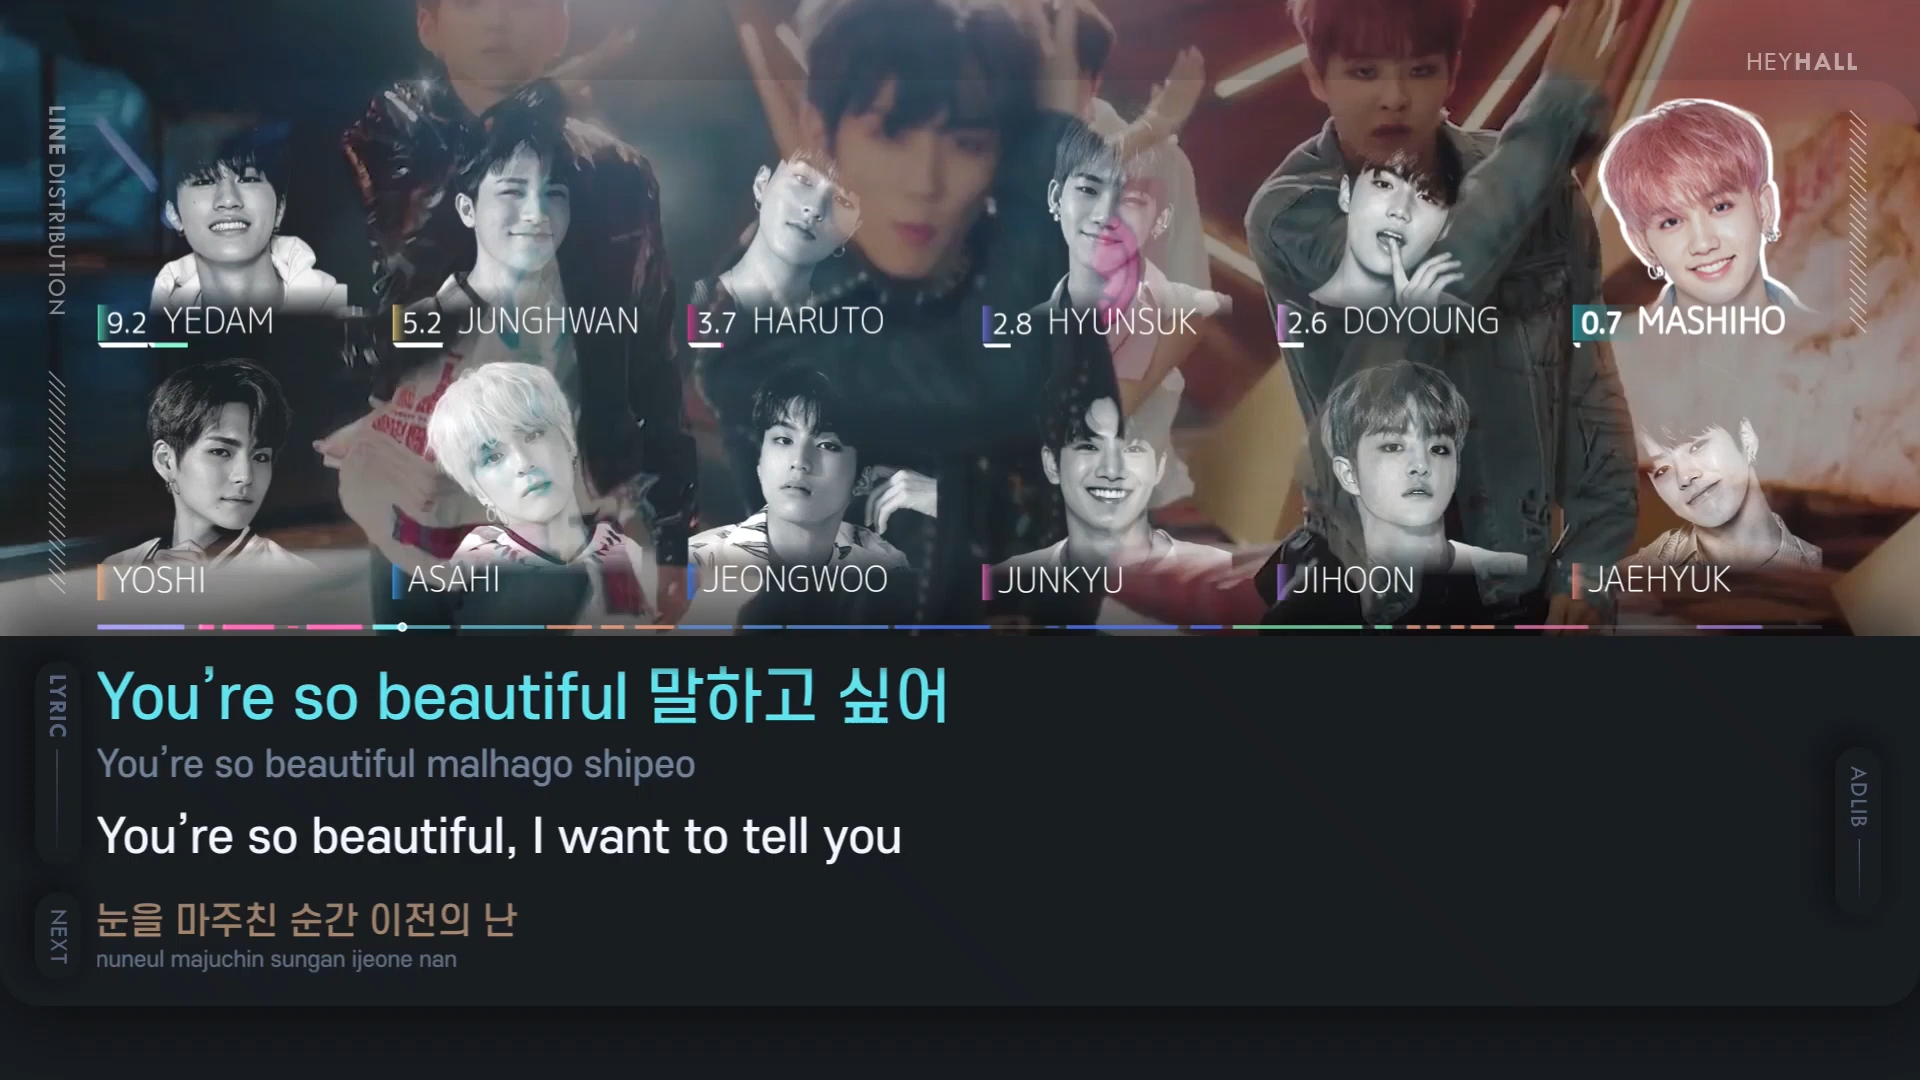 HEYHALL
LINE DISTRIBUTION
9.2 YEDAM
5.2 JUNGHWAN
3.7 HARUTO
2.8 HYUNSUK
2.6 DOYOUNG
0.7 MASHIHO
YOSHI
ASAHI
JEONGWOO
JUNKYU
JIHOON
JAEHYUK
LYRIC
You’re so beautiful 말하고 싶어
You’re so beautiful malhago shipeo
You’re so beautiful, I want to tell you
ADLIB
NEXT
눈을 마주친 순간 이전의 난
nuneul majuchin sungan ijeone nan